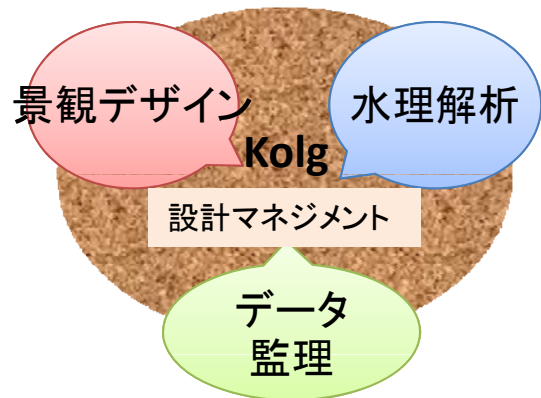 景観デザイン
水理解析
Kolg
設計マネジメント
データ
監理